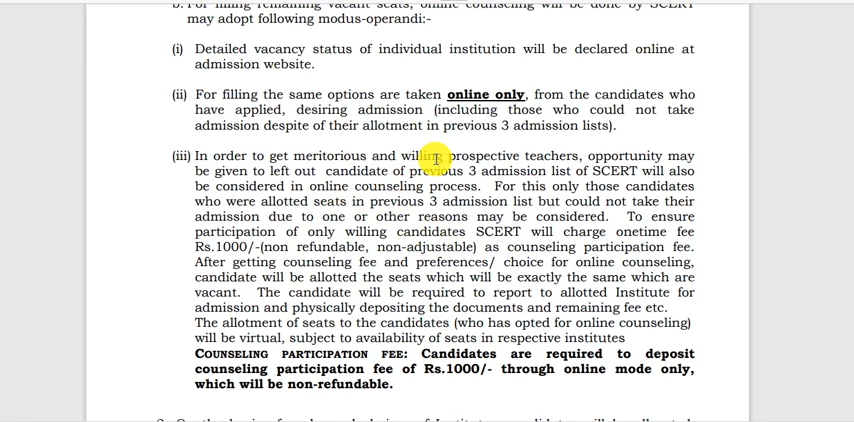 b. For filling remaining vacant seats, online counseling will be done by SCERT
may adopt following modus-operandi:-
(i) Detailed vacancy status of individual institution will be declared online at
admission website.
(ii) For filling the same options are taken online only, from the candidates who
have applied, desiring admission (including those who could not take
admission despite of their allotment in previous 3 admission lists).
(iii) In order to get meritorious and willing prospective teachers, opportunity may
be given to left out candidate of previous 3 admission list of SCERT will also
be considered in online counseling process. For this only those candidates
who were allotted seats in previous 3 admission list but could not take their
admission due to one or other reasons may be considered. To ensure
participation of only willing candidates SCERT will charge onetime fee
Rs.1000/-(non refundable, non-adjustable) as counseling participation fee.
After getting counseling fee and preferences/ choice for online counseling,
candidate will be allotted the seats which will be exactly the same which are
vacant. The candidate will be required to report to allotted Institute for
admission and physically depositing the documents and remaining fee etc.
The allotment of seats to the candidates (who has opted for online counseling)
will be virtual, subject to availability of seats in respective institutes
COUNSELING PARTICIPATION FEE: Candidates are required to deposit
counseling participation fee of Rs.1000/- through online mode only,
which will be non-refundable.